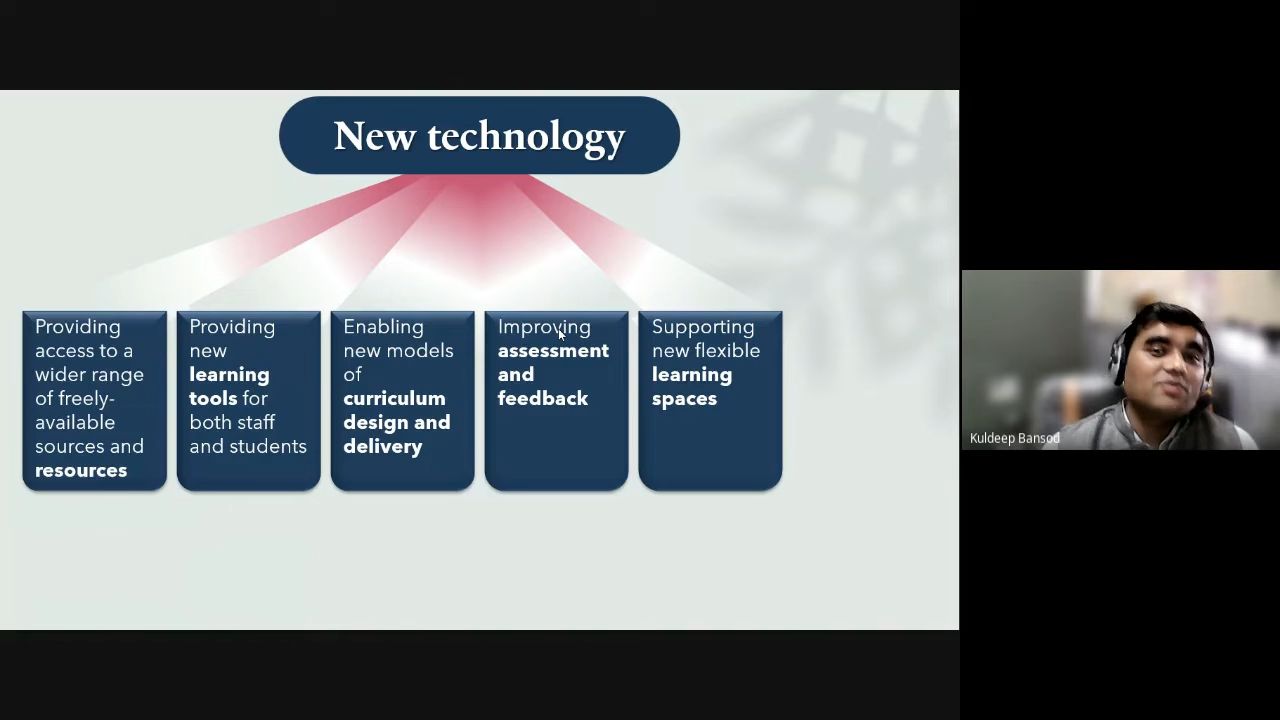 New technology
Providing
access to a
wider range
of freely-
available
sources and
resources
Providing
new
learning
tools for
both staff
and students
Enabling
new models
of
curriculum
design and
delivery
Improving
assessment
and
feedback
Supporting
new flexible
learning
spaces
Kuldeep Bansod